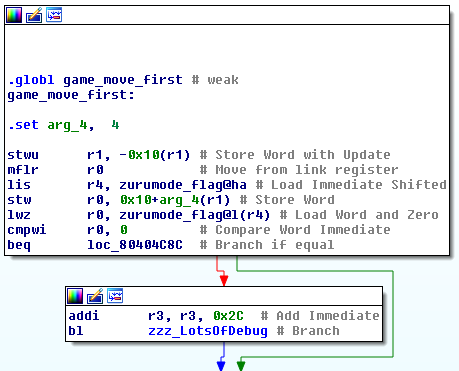 .globl game_move_first # weak
game_move_first:
.set arg_4, 4
stwu r1, -0x10(r1) # Store Word with Update
mflr r0 # Move from link register
lis r4, zurumode_flag@ha # Load Immediate Shifted
stw r0, 0x10+arg_4(r1) # Store Word
lwz r0, zurumode_flag@l(r4) # Load Word and Zero
cmpwi r0, 0 # Compare Word Immediate
beq loc_80404C8C # Branch if equal
addi r3, r3, 0x2C # Add Immediate
bl zzz_LotsOfDebug # Branch